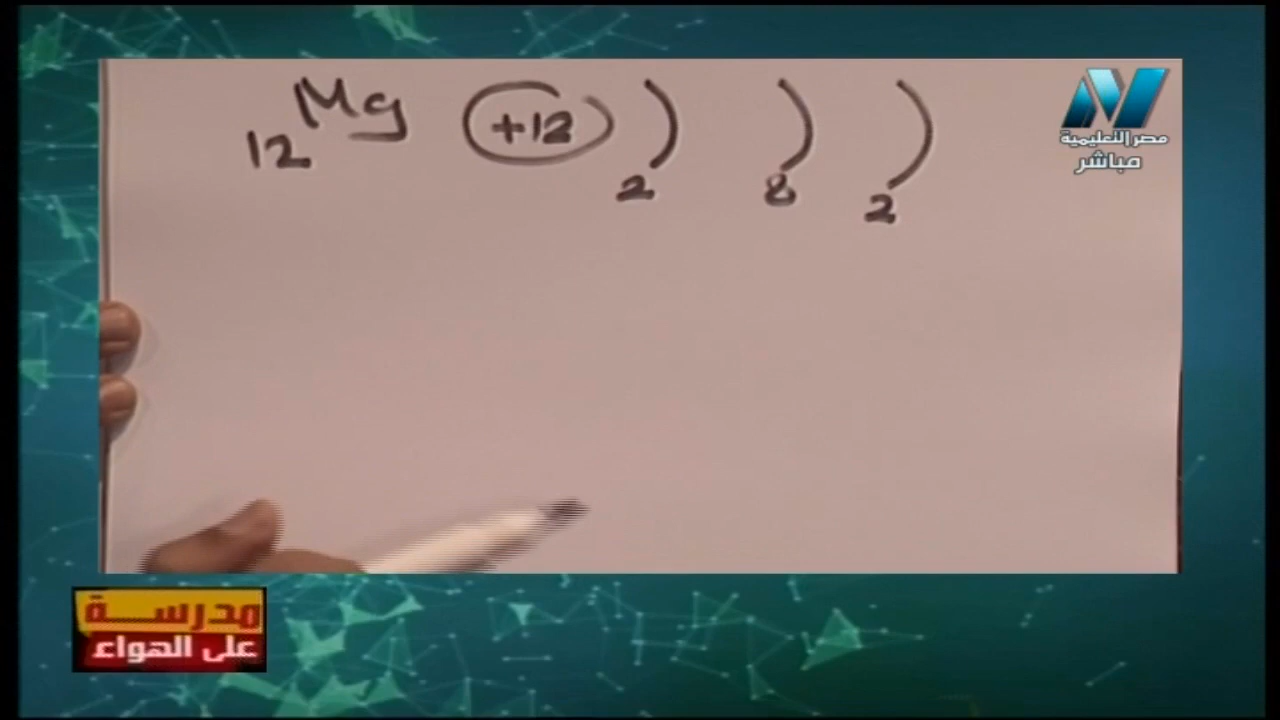 12Mg +12 2 8 2
مصر التعليمية
مباشر
مدرسة
على الهواء